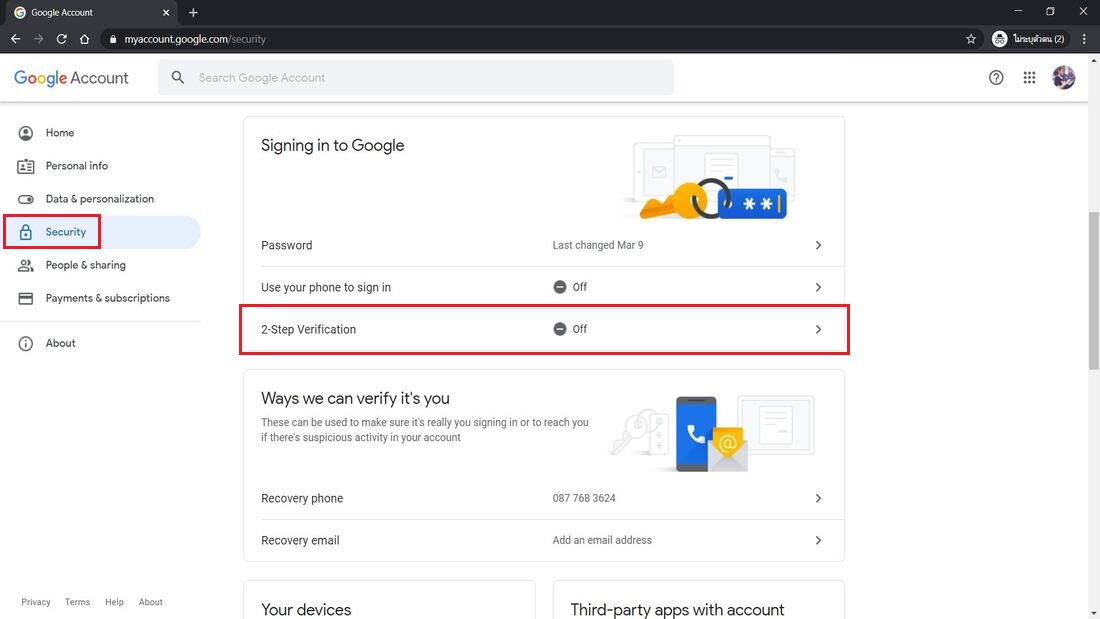 Google Account
myaccount.google.com/security
ไม่ระบุตัวตน (2)
Google Account
Search Google Account
Home
Personal info
Data & personalization
Security
People & sharing
Payments & subscriptions
About
Signing in to Google
Password Last changed Mar 9
Use your phone to sign in Off
2-Step Verification Off
Ways we can verify it's you
These can be used to make sure it's really you signing in or to reach you
if there's suspicious activity in your account
Recovery phone 087 768 3624
Recovery email Add an email address
Your devices
Third-party apps with account
Privacy Terms Help About